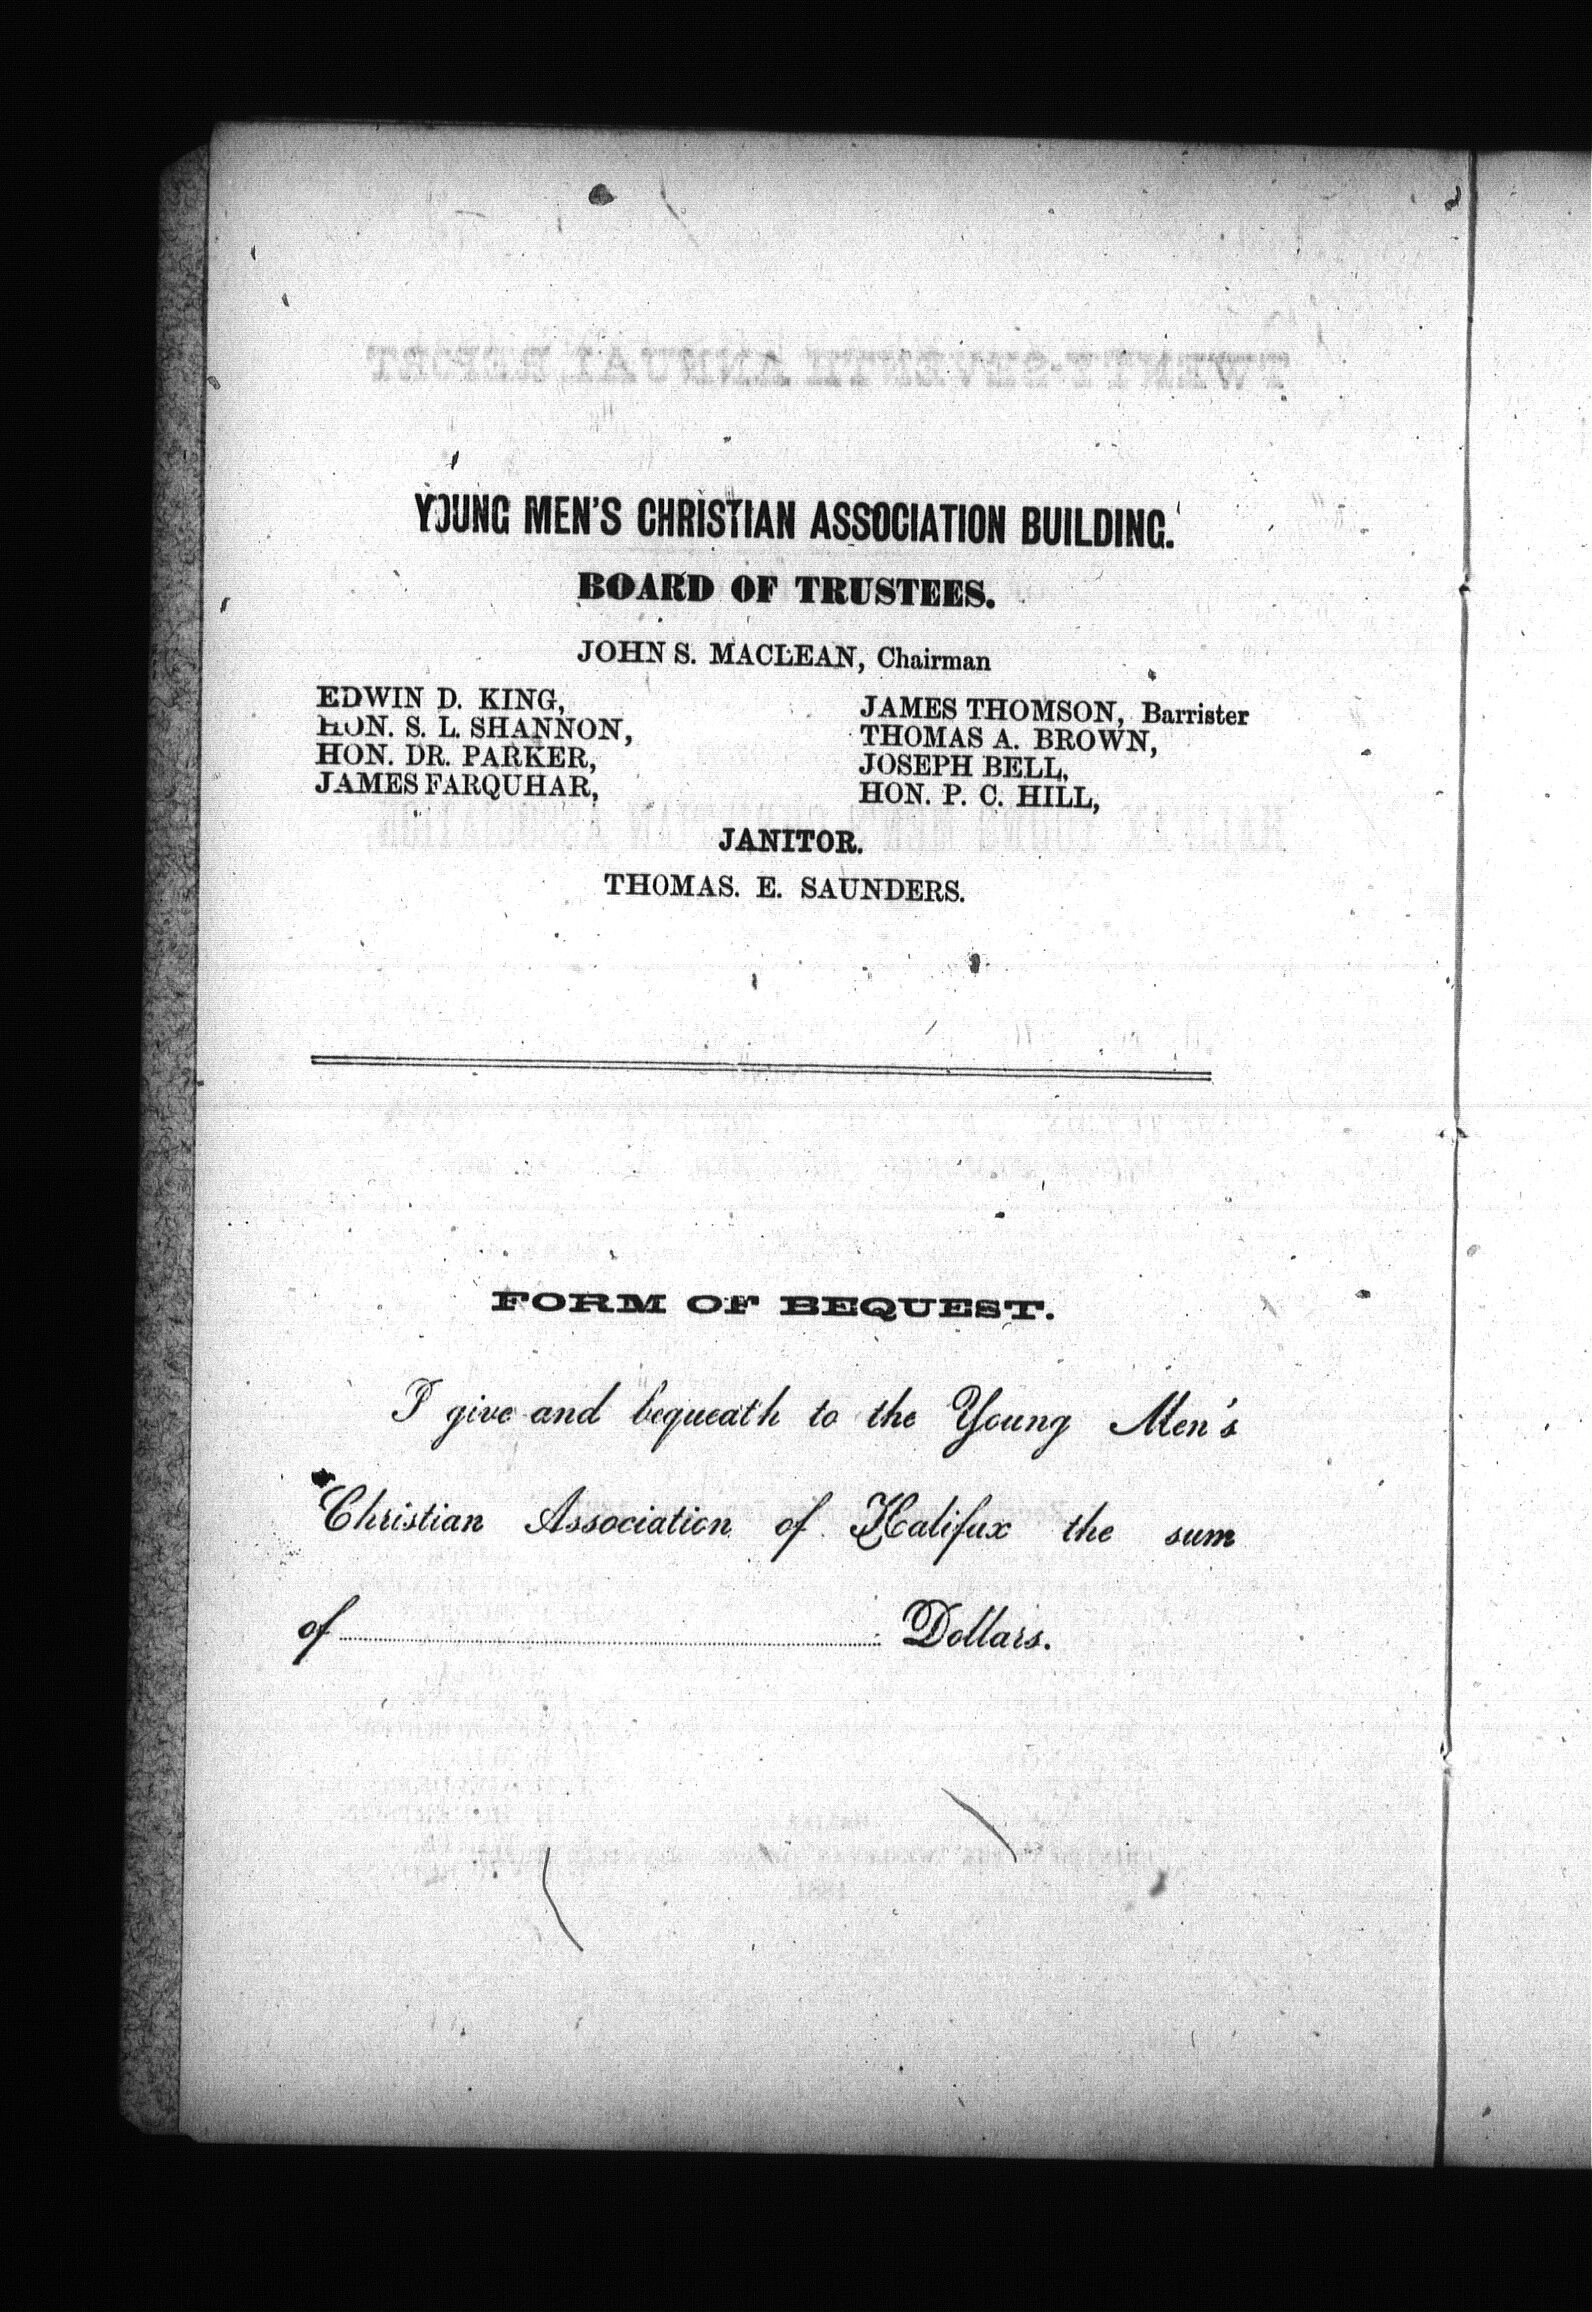 YOUNG MEN'S CHRISTIAN ASSOCIATION BUILDING.
BOARD OF TRUSTEES.
JOHN S. MACLEAN, Chairman
EDWIN D. KING,
HON. S. L. SHANNON,
HON. DR. PARKER,
JAMES FARQUHAR,
JAMES THOMSON, Barrister
THOMAS A. BROWN,
JOSEPH BELL,
HON. P. C. HILL,
JANITOR.
THOMAS. E. SAUNDERS.
FORM OF BEQUEST.
I give and bequeath to the Young Men's
Christian Association of Halifax the sum
of ........................ Dollars.